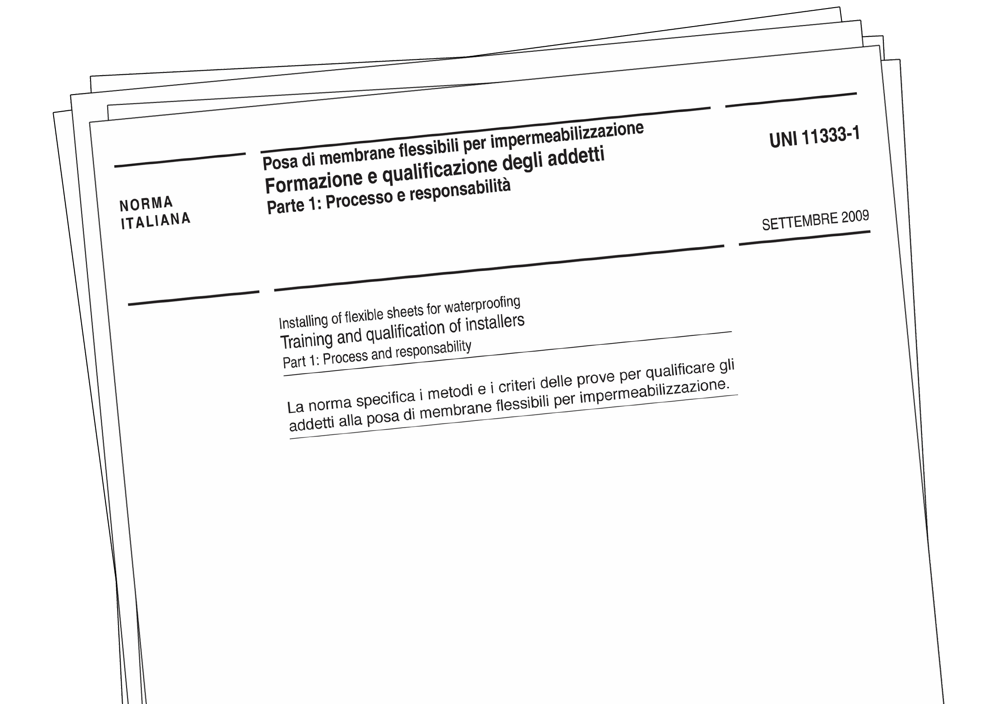 NORMA
ITALIANA
Posa di membrane flessibili per impermeabilizzazione
Formazione e qualificazione degli addetti
Parte 1: Processo e responsabilità
UNI 11333-1
SETTEMBRE 2009
Installing of flexible sheets for waterproofing
Training and qualification of installers
Part 1: Process and responsability
La norma specifica i metodi e i criteri delle prove per qualificare gli
addetti alla posa di membrane flessibili per impermeabilizzazione.